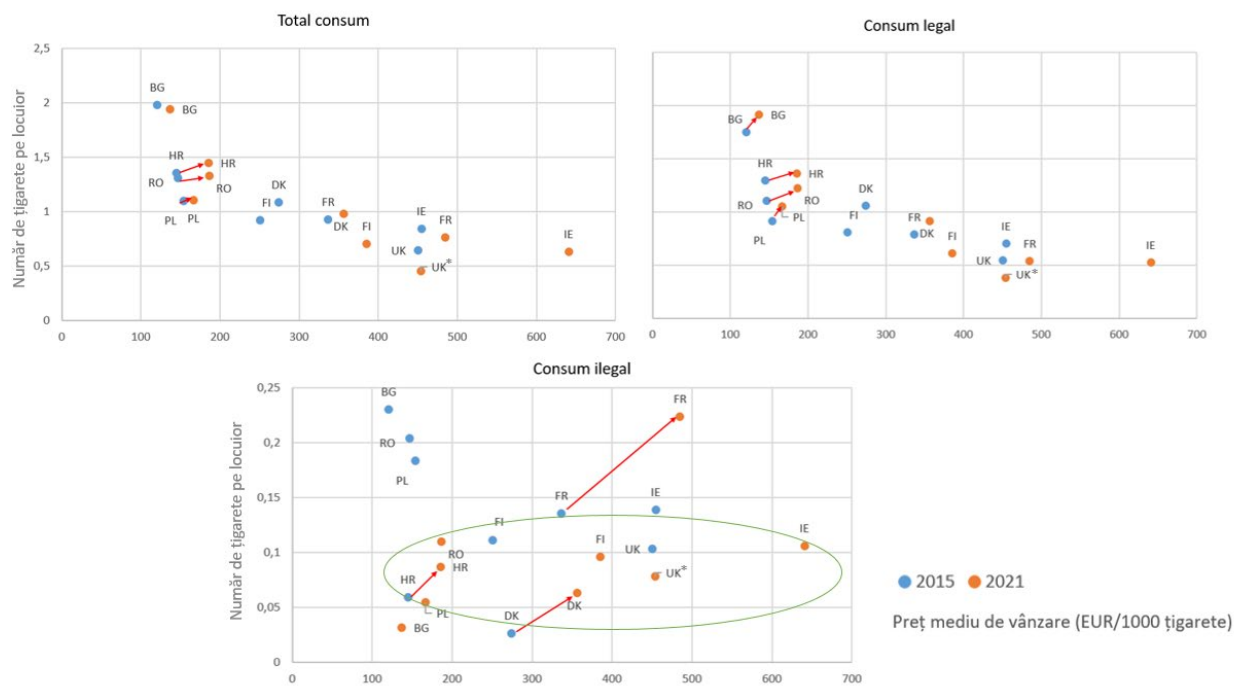 Total consum
Număr de țigarete pe locuior
2,5
2
1,5
1
0,5
0
0 100 200 300 400 500 600 700
BG
BG
HR
HR
RO
RO
PL
PL
FI
DK
FR
DK
FI
IE
UK
UK*
FR
IE
Consum legal
BG
BG
HR
HR
RO
RO
PL
PL
DK
FI
FR
DK
FI
IE
UK
UK*
FR
IE
0 100 200 300 400 500 600 700
Consum ilegal
Număr de țigarete pe locuior
0,25
0,2
0,15
0,1
0,05
0
0 100 200 300 400 500 600 700
BG
RO
PL
FR
FR
IE
FI
RO
HR
HR
PL
BG
DK
DK
FI
UK
UK*
IE
2015 2021
Preț mediu de vânzare (EUR/1000 țigarete)